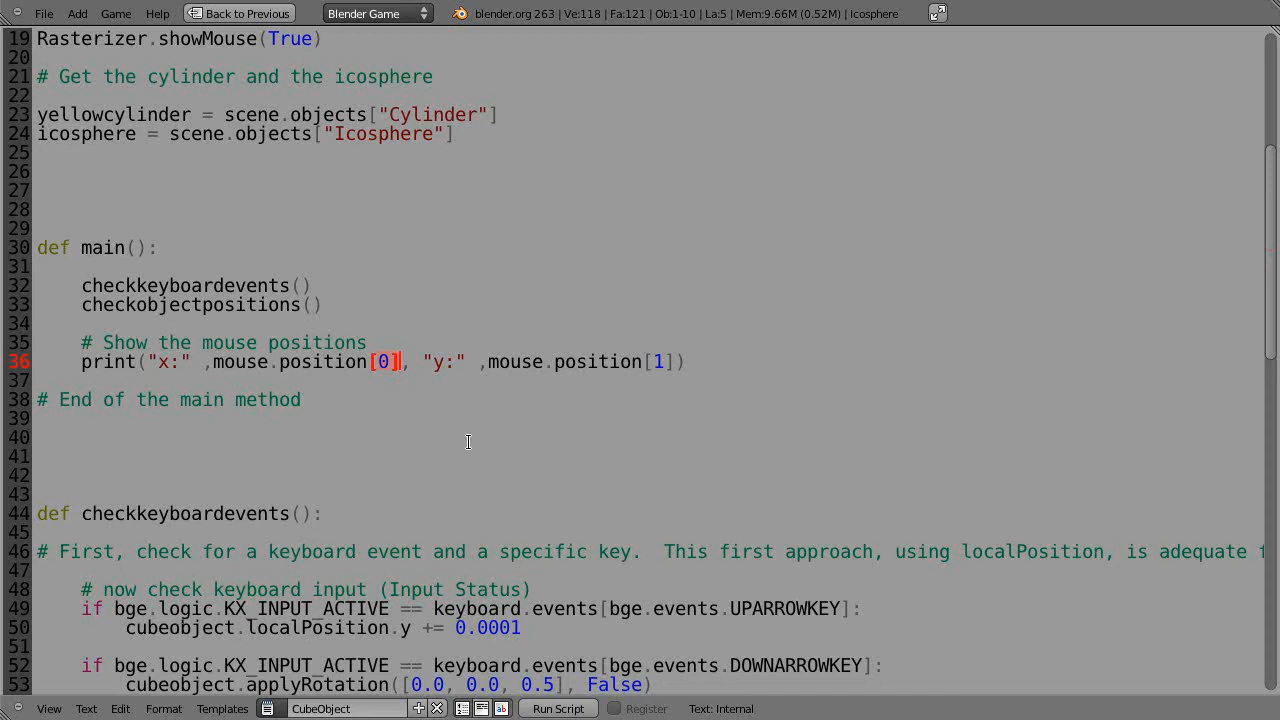 File Add Game Help Back to Previous Blender Game blender.org 263 | Ve:118 | Fa:121 | Ob:1-10 | La:5 | Mem:9.66M (0.52M) | Icosphere
19 Rasterizer.showMouse(True)
20
21 # Get the cylinder and the icosphere
22
23 yellowcylinder = scene.objects["Cylinder"]
24 icosphere = scene.objects["Icosphere"]
25
26
27
28
29
30 def main():
31
32 checkkeyboardevents()
33 checkobjectpositions()
34
35 # Show the mouse positions
36 print("x:" ,mouse.position[0], "y:" ,mouse.position[1])
37
38 # End of the main method
39
40
41
42
43
44 def checkkeyboardevents():
45
46 # First, check for a keyboard event and a specific key.  This first approach, using localPosition, is adequate f
47
48 # now check keyboard input (Input Status)
49 if bge.logic.KX_INPUT_ACTIVE == keyboard.events[bge.events.UPARROWKEY]:
50 cubeobject.localPosition.y += 0.0001
51
52 if bge.logic.KX_INPUT_ACTIVE == keyboard.events[bge.events.DOWNARROWKEY]:
53 cubeobject.applyRotation([0.0, 0.0, 0.5], False)
View Text Edit Format Templates CubeObject Run Script Register Text: Internal